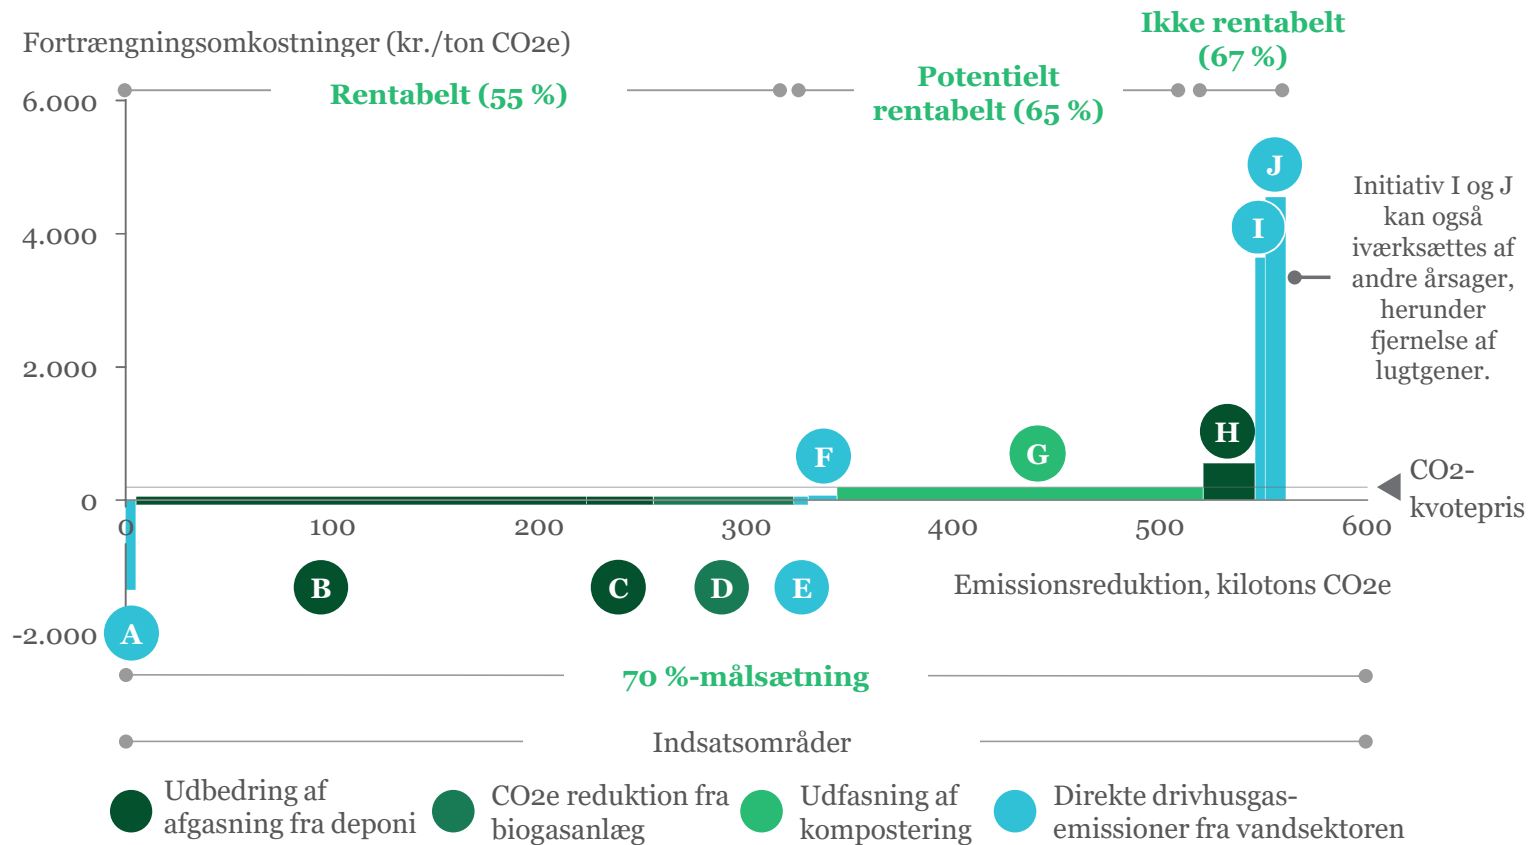 Fortrængningsomkostninger (kr./ton CO2e)
Rentabelt (55 %)
Potentielt
rentabelt (65 %)
Ikke rentabelt
(67 %)
6.000
4.000
2.000
0
-2.000
0
100
200
300
400
500
600
A
B
C
D
E
F
G
H
I
J
Initiativ I og J
kan også
iværksættes af
andre årsager,
herunder
fjernelse af
lugtgener.
CO2-
kvotepris
Emissionsreduktion, kilotons CO2e
70 %-målsætning
Indsatsområder
Udbedring af
afgasning fra deponi
CO2e reduktion fra
biogasanlæg
Udfasning af
kompostering
Direkte drivhusgas-
emissioner fra vandsektoren